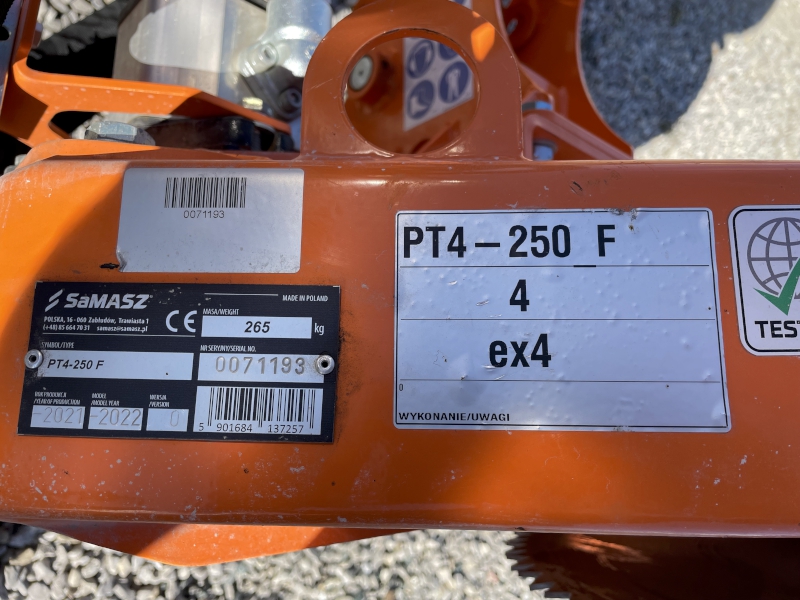 0071193
SaMASZ
MADE IN POLAND
POLSKA, 16 - 060 Zabłudów, Trawiasta 1
(+48) 85 664 70 31 samasz@samasz.pl
CE
MASA/WEIGHT
265 kg
SYMBOL/TYPE
PT4-250 F
NR SERYJNY/SERIAL NO.
0071193
ROK PRODUKCJI
/YEAR OF PRODUCTION
2021
MODEL
/MODEL YEAR
2022
WERSJA
/VERSION
0
5 901684 137257
PT4-250_F
4
ex4
0
WYKONANIE/UWAGI
TEST